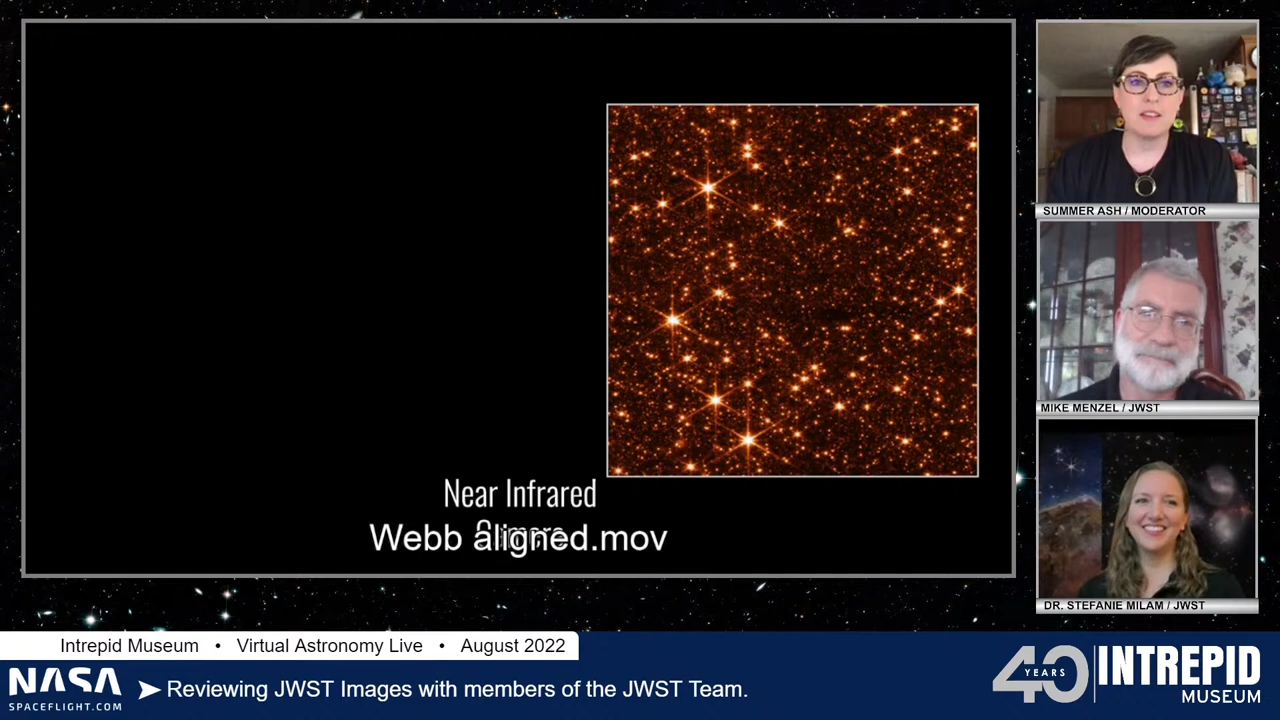 SUMMER ASH / MODERATOR
MIKE MENZEL / JWST
DR. STEFANIE MILAM / JWST
Near Infrared
Webb aligned.mov
Intrepid Museum • Virtual Astronomy Live • August 2022
NASA
SPACEFLIGHT.COM
Reviewing JWST Images with members of the JWST Team.
40
YEARS
INTREPID
MUSEUM